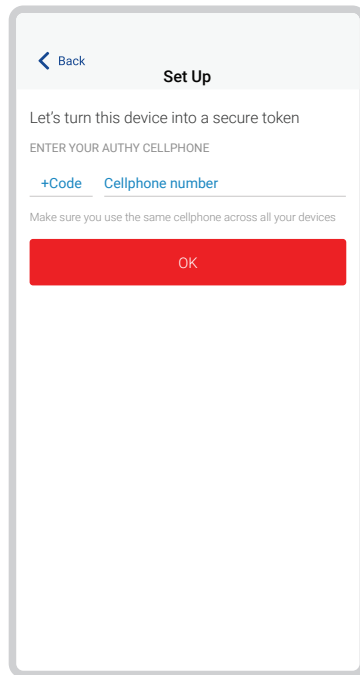 Back
Set Up
Let's turn this device into a secure token
ENTER YOUR AUTHY CELLPHONE
+Code Cellphone number
Make sure you use the same cellphone across all your devices
OK